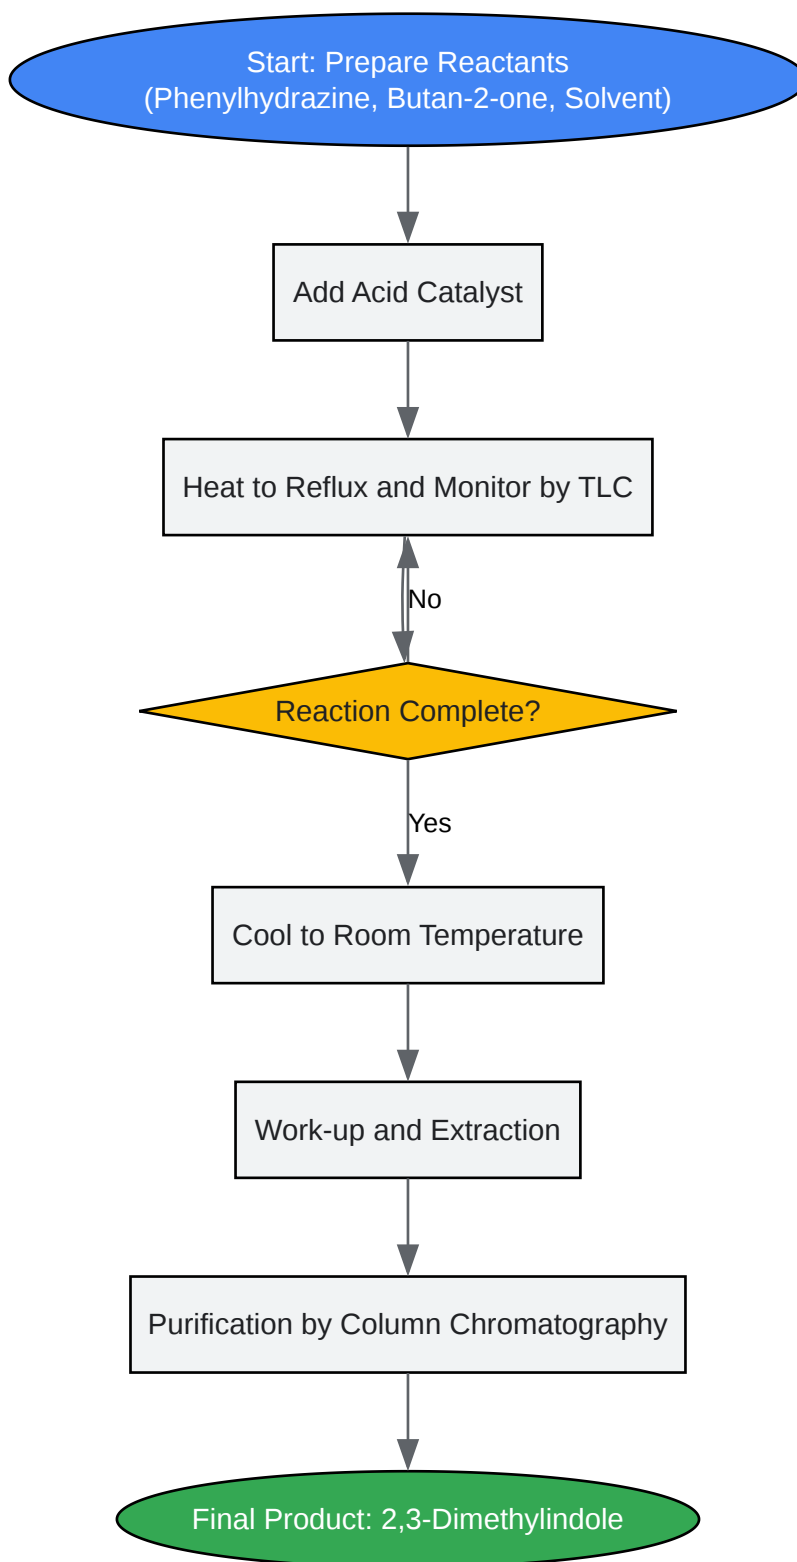 Start: Prepare Reactants
(Phenylhydrazine, Butan-2-one, Solvent)
Add Acid Catalyst
Heat to Reflux and Monitor by TLC
No
Reaction Complete?
Yes
Cool to Room Temperature
Work-up and Extraction
Purification by Column Chromatography
Final Product: 2,3-Dimethylindole